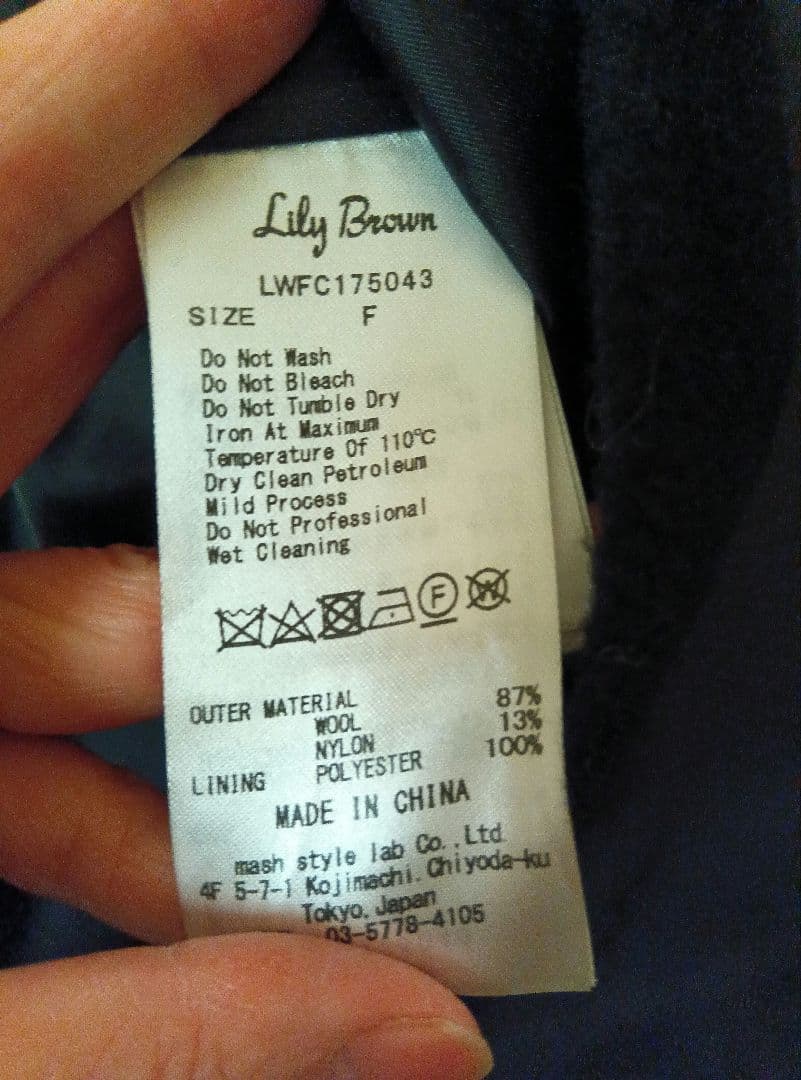 Lily Brown
LWFC175043
SIZE F
Do Not Wash
Do Not Bleach
Do Not Tumble Dry
Iron At Maximum
Temperature Of 110℃
Dry Clean Petroleum
Mild Process
Do Not Professional
Wet Cleaning
F W
OUTER MATERIAL
WOOL 87%
NYLON 13%
LINING POLYESTER 100%
MADE IN CHINA
mash style lab Co.,Ltd.
4F 5-7-1 Kojimachi. Chiyoda-ku
Tokyo, Japan
03-5778-4105